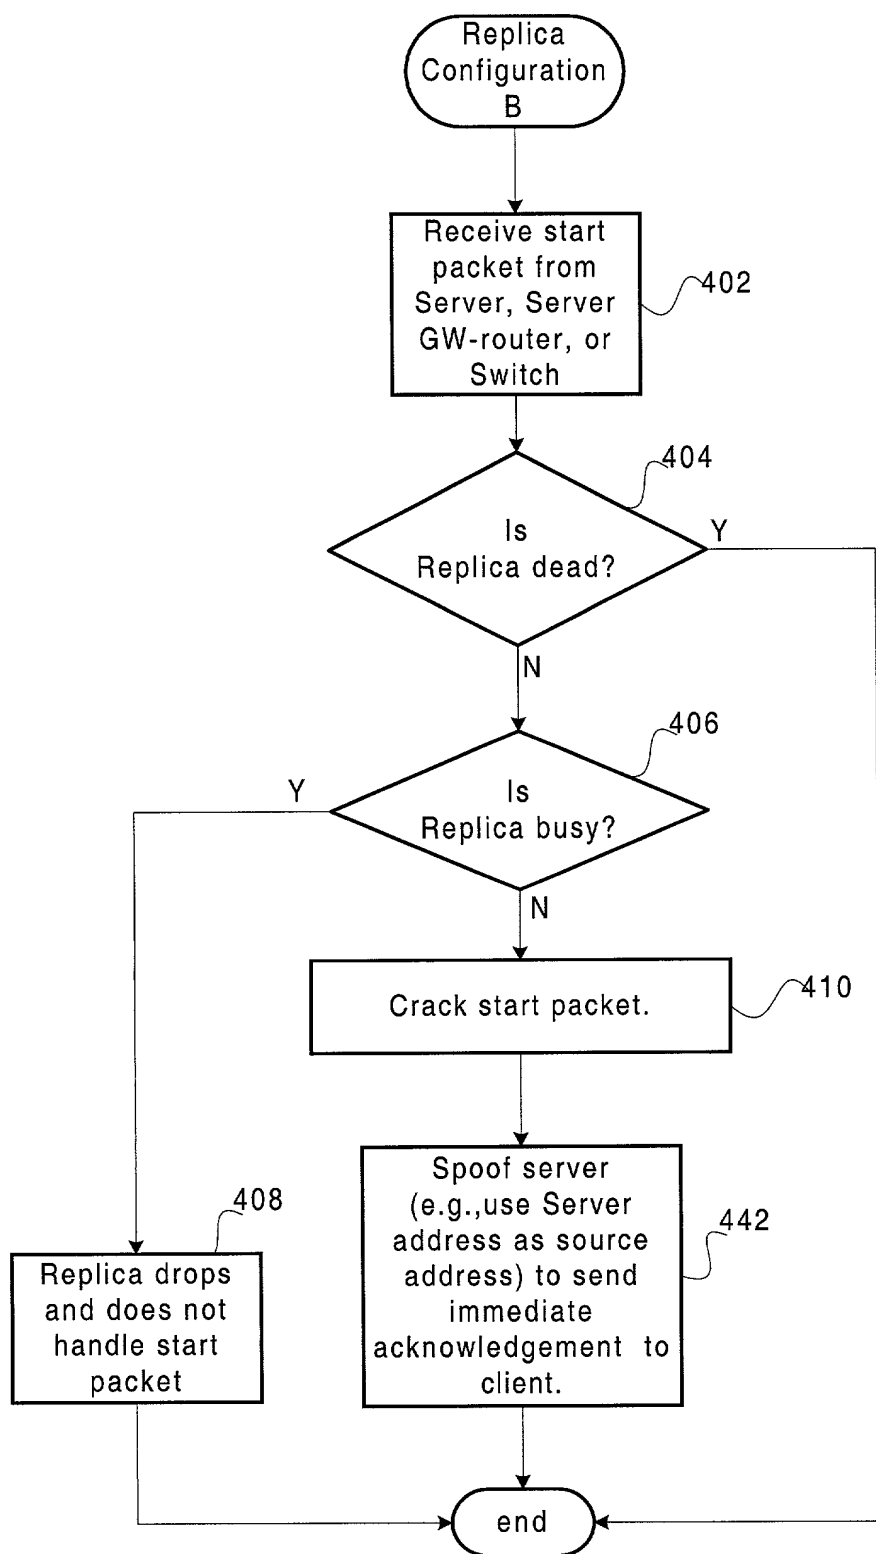 Replica
Configuration
B
Receive start
packet from
Server, Server
GW-router, or
Switch
402
404
Is
Replica dead?
Y
N
406
Is
Replica busy?
Y
N
Crack start packet.
410
Spoof server
(e.g.,use Server
address as source
address) to send
immediate
acknowledgement to
client.
442
408
Replica drops
and does not
handle start
packet
end